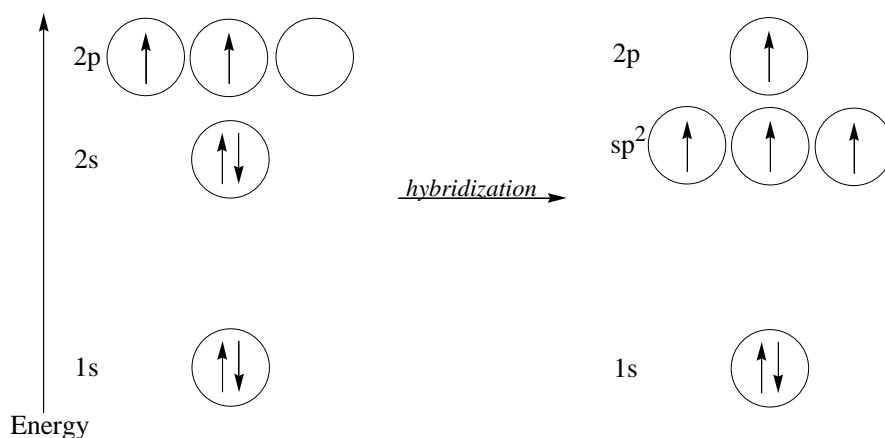 2p
2s
1s
Energy
hybridization
2p
sp²
1s